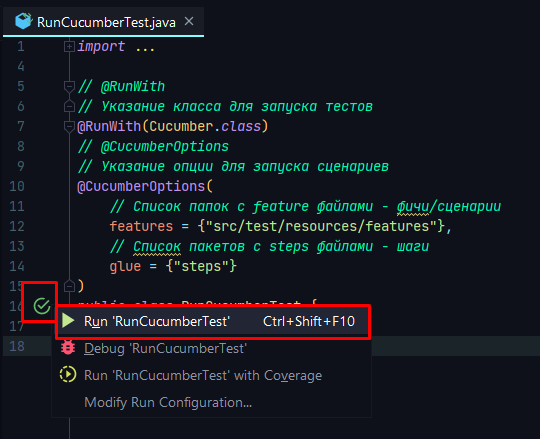 RunCucumberTest.java
1 import ...
4
5 // @RunWith
6 // Указание класса для запуска тестов
7 @RunWith(Cucumber.class)
8 // @CucumberOptions
9 // Указание опции для запуска сценариев
10 @CucumberOptions(
11 // Список папок с feature файлами - фичи/сценарии
12 features = {"src/test/resources/features"},
13 // Список пакетов с steps файлами - шаги
14 glue = {"steps"}
15 )
16 public class RunCucumberTest {
17 Run 'RunCucumberTest' Ctrl+Shift+F10
18 Debug 'RunCucumberTest'
Run 'RunCucumberTest' with Coverage
Modify Run Configuration...